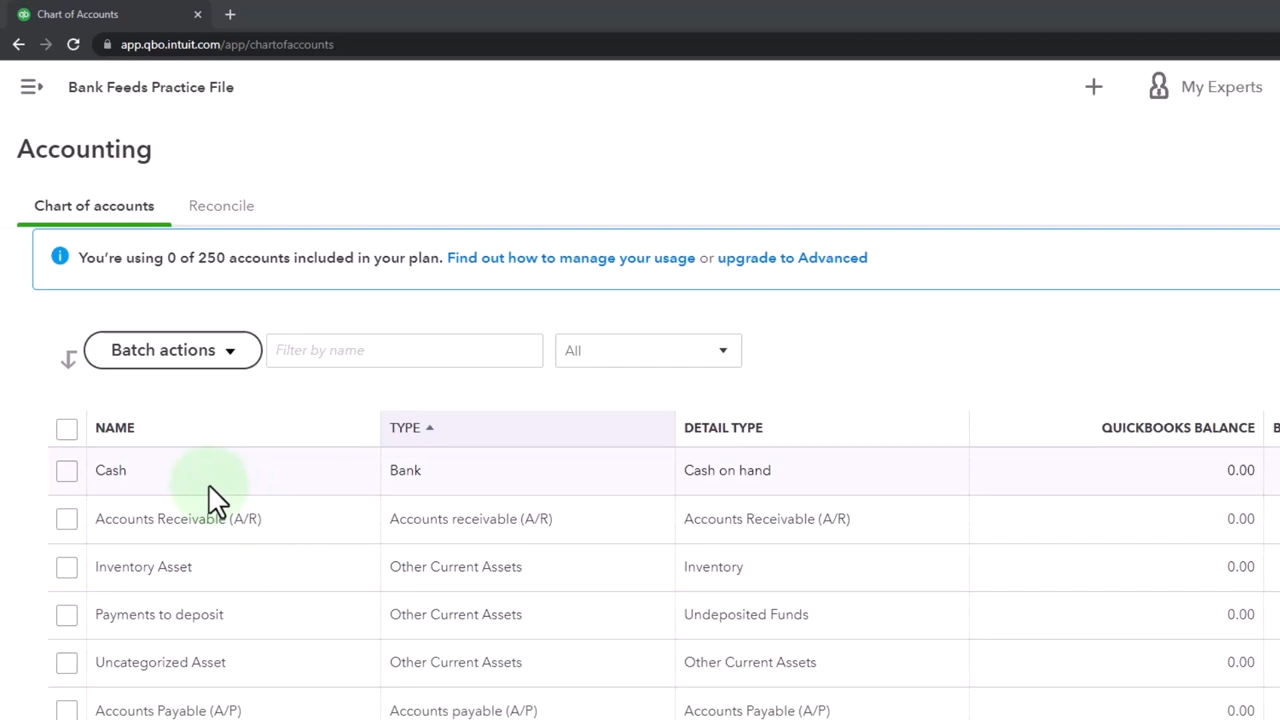 Chart of Accounts
app.qbo.intuit.com/app/chartofaccounts
Bank Feeds Practice File
My Experts
Accounting
Chart of accounts Reconcile
You're using 0 of 250 accounts included in your plan. Find out how to manage your usage or upgrade to Advanced
Batch actions Filter by name All
NAME TYPE DETAIL TYPE QUICKBOOKS BALANCE B
Cash Bank Cash on hand 0.00
Accounts Receivable (A/R) Accounts receivable (A/R) Accounts Receivable (A/R) 0.00
Inventory Asset Other Current Assets Inventory 0.00
Payments to deposit Other Current Assets Undeposited Funds 0.00
Uncategorized Asset Other Current Assets Other Current Assets 0.00
Accounts Payable (A/P) Accounts payable (A/P) Accounts Payable (A/P) 0.00